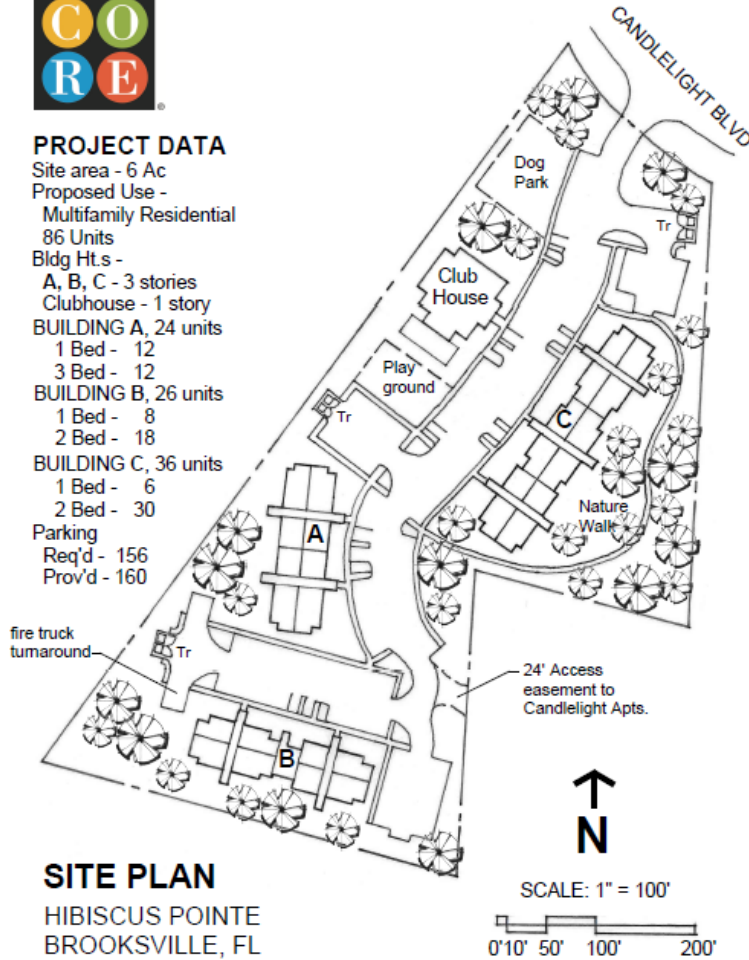 CO
RE
®
PROJECT DATA
Site area - 6 Ac
Proposed Use -
Multifamily Residential
86 Units
Bldg Ht.s -
A, B, C - 3 stories
Clubhouse - 1 story
BUILDING A, 24 units
1 Bed - 12
3 Bed - 12
BUILDING B, 26 units
1 Bed - 8
2 Bed - 18
BUILDING C, 36 units
1 Bed - 6
2 Bed - 30
Parking
Req'd - 156
Prov'd - 160
CANDLELIGHT BLVD
Dog
Park
Tr
Club
House
Play
ground
Tr
C
A
Nature
Walk
fire truck
turnaround
Tr
24' Access
easement to
Candlelight Apts.
B
N
SITE PLAN
HIBISCUS POINTE
BROOKSVILLE, FL
SCALE: 1" = 100'
0'10' 50' 100' 200'